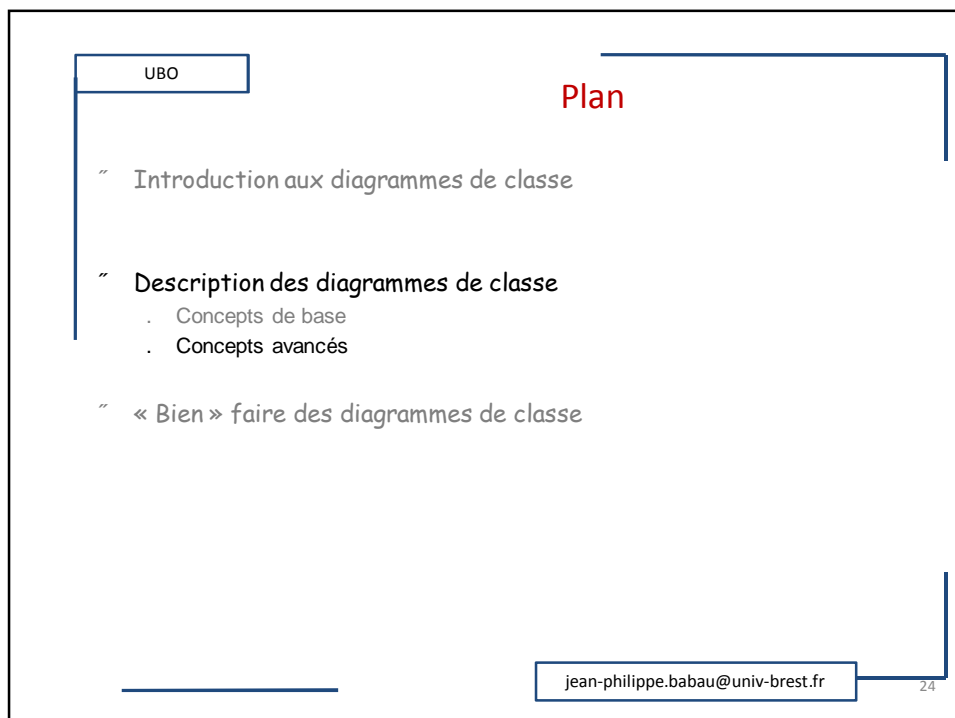 UBO
Plan
˝ Introduction aux diagrammes de classe
˝ Description des diagrammes de classe
. Concepts de base
. Concepts avancés
˝ « Bien » faire des diagrammes de classe
jean-philippe.babau@univ-brest.fr
24